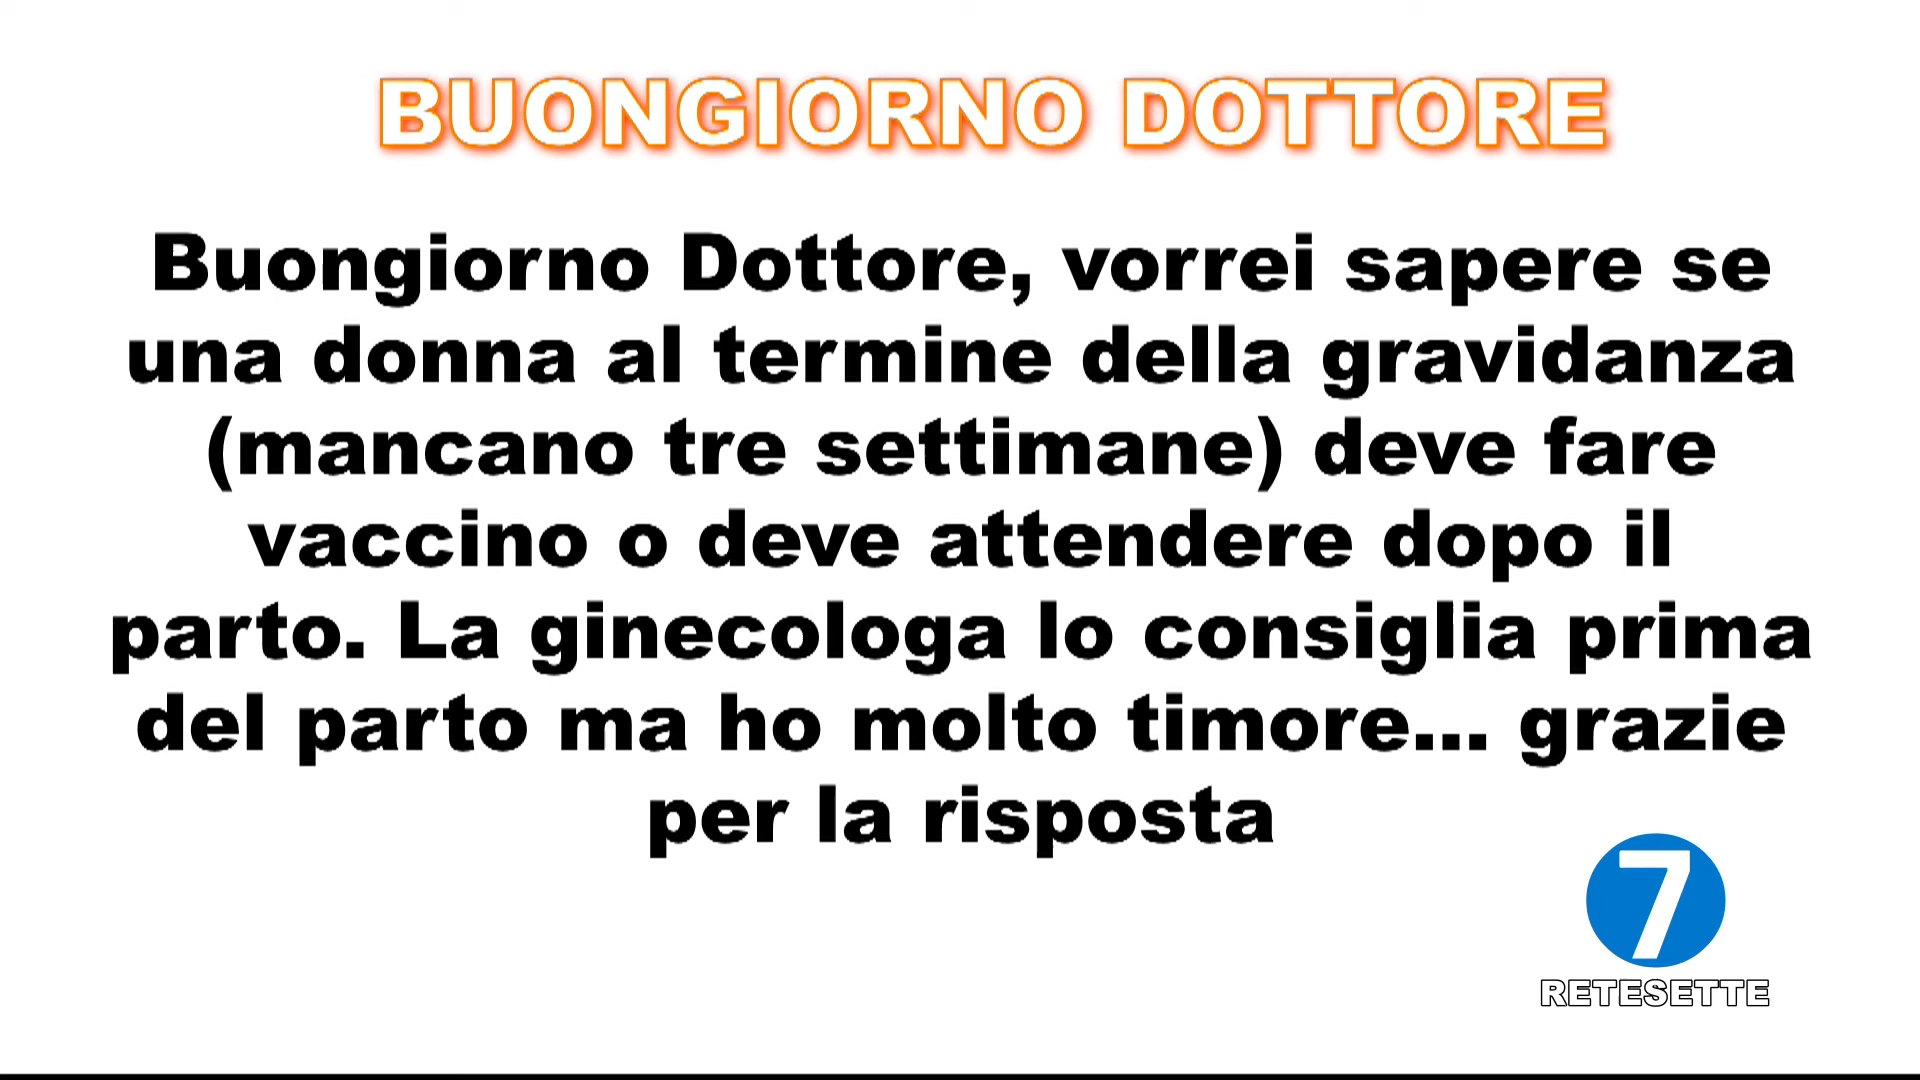 BUONGIORNO DOTTORE
Buongiorno Dottore, vorrei sapere se
una donna al termine della gravidanza
(mancano tre settimane) deve fare
vaccino o deve attendere dopo il
parto. La ginecologa lo consiglia prima
del parto ma ho molto timore... grazie
per la risposta
7
RETESETTE